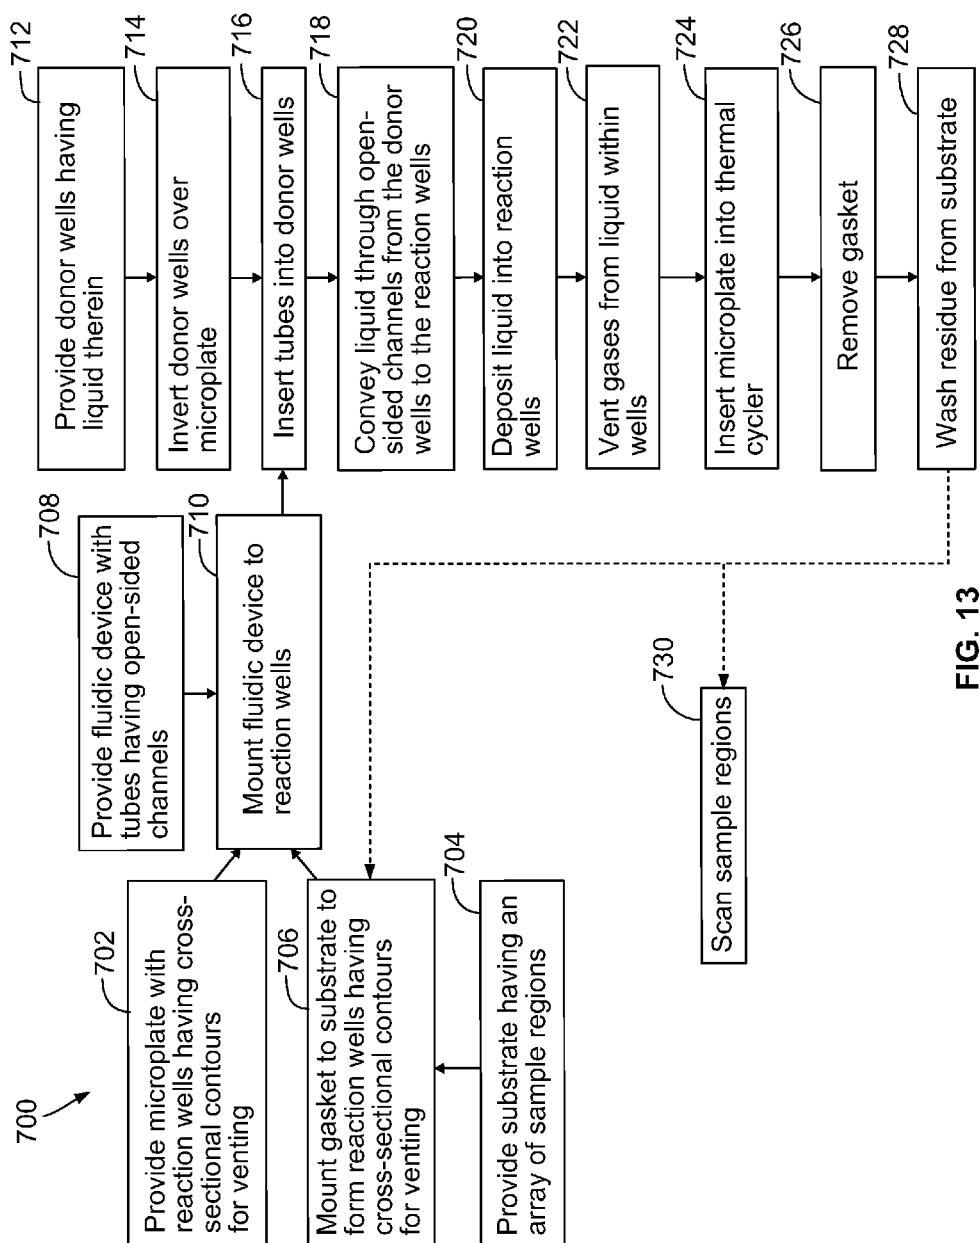 700
702
Provide microplate with
reaction wells having cross-
sectional contours
for venting
706
Mount gasket to substrate to
form reaction wells having
cross-sectional contours
for venting
704
Provide substrate having an
array of sample regions
708
Provide fluidic device with
tubes having open-sided
channels
710
Mount fluidic device to
reaction wells
712
Provide donor wells having
liquid therein
714
Invert donor wells over
microplate
716
Insert tubes into donor wells
718
Convey liquid through open-
sided channels from the donor
wells to the reaction wells
720
Deposit liquid into reaction
wells
722
Vent gases from liquid within
wells
724
Insert microplate into thermal
cycler
726
Remove gasket
728
Wash residue from substrate
730
Scan sample regions
FIG. 13